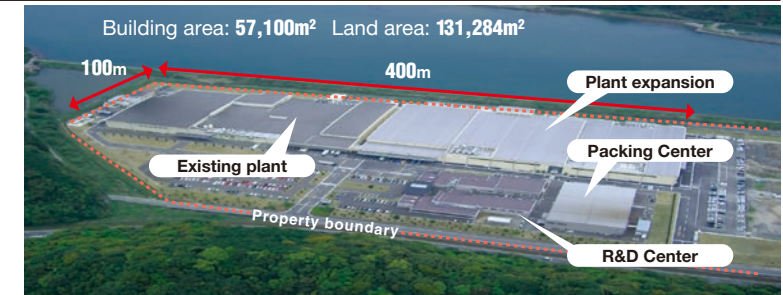 Building area: 57,100m² Land area: 131,284m²
100m
400m
Plant expansion
Existing plant
Packing Center
Property boundary
R&D Center